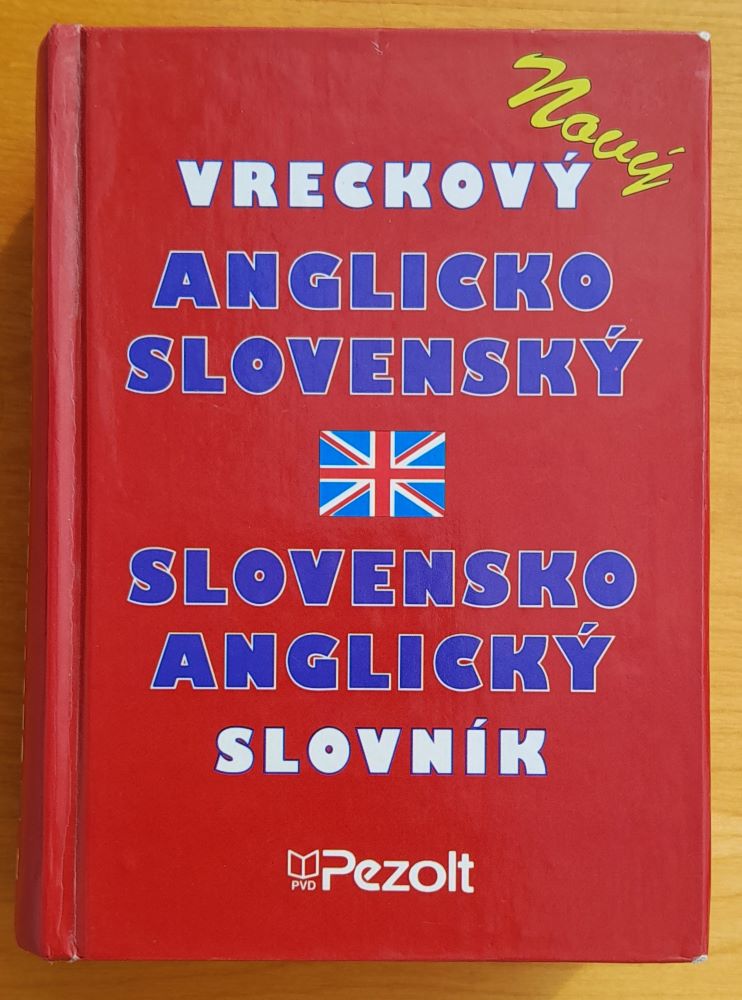 Nový
VRECKOVÝ
ANGLICKO
SLOVENSKÝ
SLOVENSKO
ANGLICKÝ
SLOVNÍK
PVD Pezolt